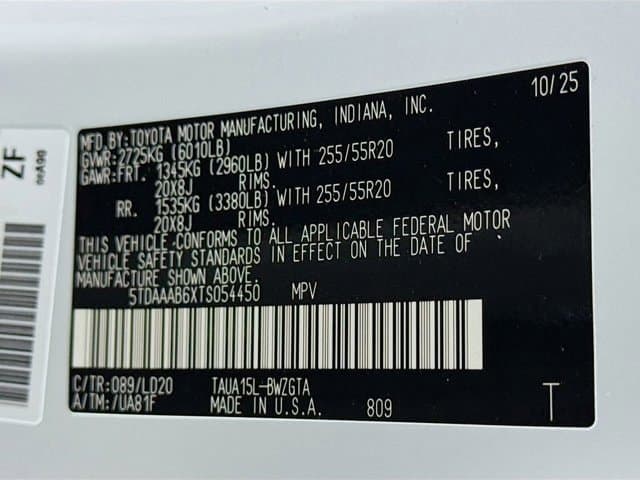 MFD.BY:TOYOTA MOTOR MANUFACTURING, INDIANA, INC. 10/25
GVWR:2725KG (6010LB)
GAWR:FRT. 1345KG (2960LB) WITH 255/55R20 TIRES,
20X8J RIMS.
RR. 1535KG (3380LB) WITH 255/55R20 TIRES,
20X8J RIMS.
THIS VEHICLE CONFORMS TO ALL APPLICABLE FEDERAL MOTOR
VEHICLE SAFETY STANDARDS IN EFFECT ON THE DATE OF
MANUFACTURE SHOWN ABOVE.
5TDAAAB6XTS054450 MPV
C/TR:089/LD20 TAUA15L-BWZGTA
A/TM:/UA81F MADE IN U.S.A. 809 T
ZF